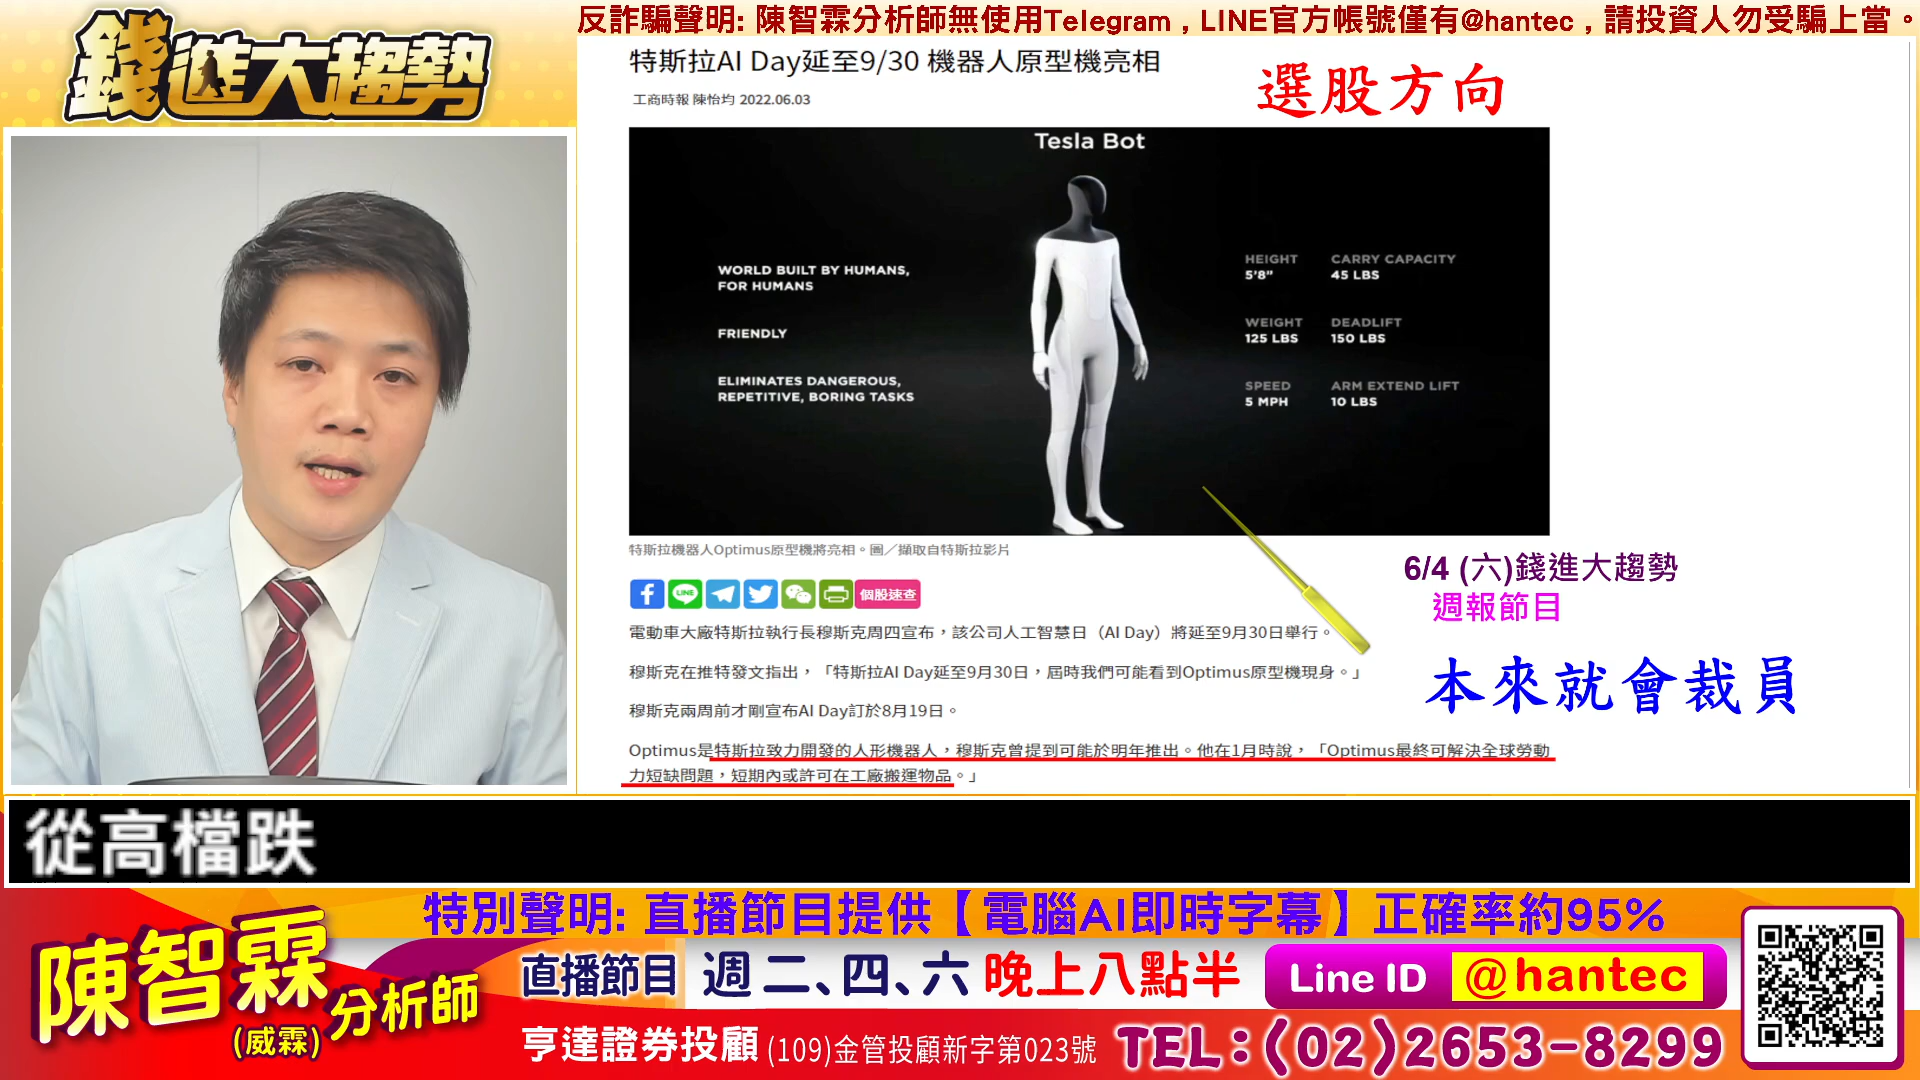 反詐騙聲明: 陳智霖分析師無使用Telegram , LINE官方帳號僅有@hantec , 請投資人勿受騙上當。
錢進大趨勢
特斯拉AI Day延至9/30 機器人原型機亮相
工商時報 陳怡均 2022.06.03
選股方向
Tesla Bot
WORLD BUILT BY HUMANS,
FOR HUMANS
FRIENDLY
ELIMINATES DANGEROUS,
REPETITIVE, BORING TASKS
HEIGHT CARRY CAPACITY
5'8" 45 LBS
WEIGHT DEADLIFT
125 LBS 150 LBS
SPEED ARM EXTEND LIFT
5 MPH 10 LBS
特斯拉機器人Optimus原型機將亮相。圖／擷取自特斯拉影片
LINE
個股速查
6/4 (六)錢進大趨勢
週報節目
本來就會裁員
電動車大廠特斯拉執行長穆斯克周四宣布，該公司人工智慧日（AI Day）將延至9月30日舉行。
穆斯克在推特發文指出，「特斯拉AI Day延至9月30日，屆時我們可能看到Optimus原型機現身。」
穆斯克兩周前才剛宣布AI Day訂於8月19日。
Optimus是特斯拉致力開發的人形機器人，穆斯克曾提到可能於明年推出。他在1月時說，「Optimus最終可解決全球勞動
力短缺問題，短期內或許可在工廠搬運物品。」
從高檔跌
特別聲明: 直播節目提供【電腦AI即時字幕】正確率約95%
陳智霖分析師
(威霖)
直播節目 週二、四、六 晚上八點半
Line ID @hantec
亨達證券投顧 (109)金管投顧新字第023號 TEL:(02)2653-8299